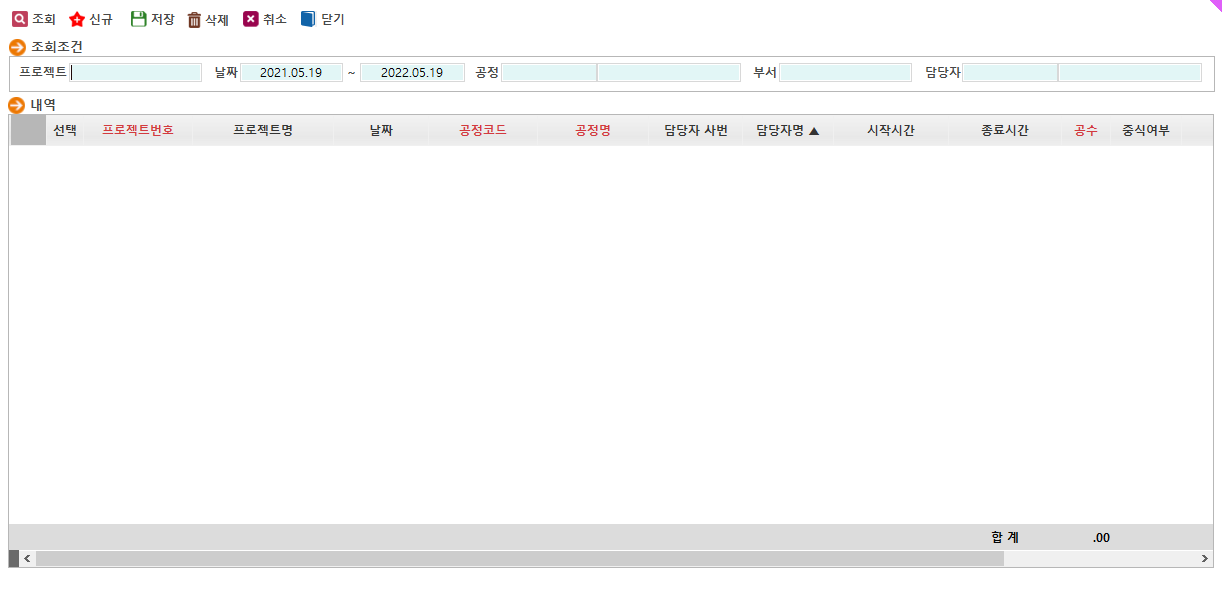 조회 신규 저장 삭제 취소 닫기
조회조건
프로젝트 날짜 2021.05.19 ~ 2022.05.19 공정 부서 담당자
내역
선택 프로젝트번호 프로젝트명 날짜 공정코드 공정명 담당자 사번 담당자명 ▲ 시작시간 종료시간 공수 중식여부
합 계 .00